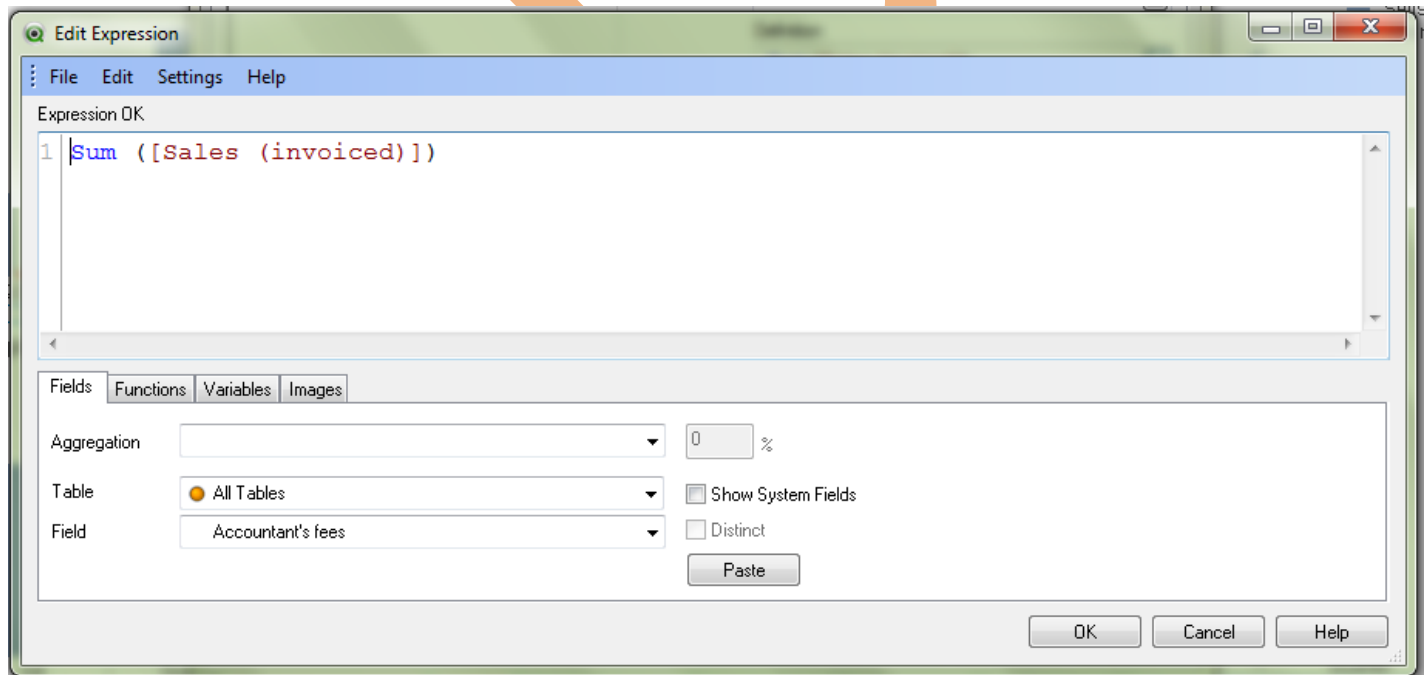 Edit Expression
File Edit Settings Help
Expression OK
1 Sum ([Sales (invoiced)])
Fields Functions Variables Images
Aggregation 0 %
Table All Tables Show System Fields
Field Accountant's fees Distinct
Paste
OK Cancel Help